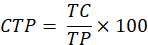 CTP = TC / TP × 100